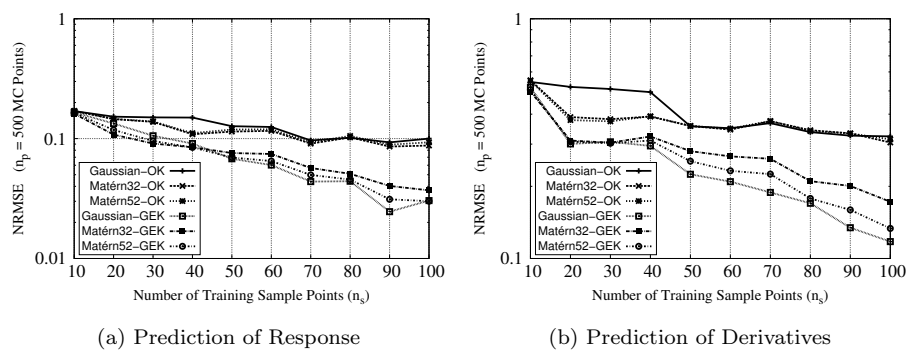 1
0.1
0.01
NRMSE (np = 500 MC Points)
Gaussian-OK
Matérn32-OK
Matérn52-OK
Gaussian-GEK
Matérn32-GEK
Matérn52-GEK
10 20 30 40 50 60 70 80 90 100
Number of Training Sample Points (ns)
(a) Prediction of Response
1
0.1
NRMSE (np = 500 MC Points)
Gaussian-OK
Matérn32-OK
Matérn52-OK
Gaussian-GEK
Matérn32-GEK
Matérn52-GEK
10 20 30 40 50 60 70 80 90 100
Number of Training Sample Points (ns)
(b) Prediction of Derivatives